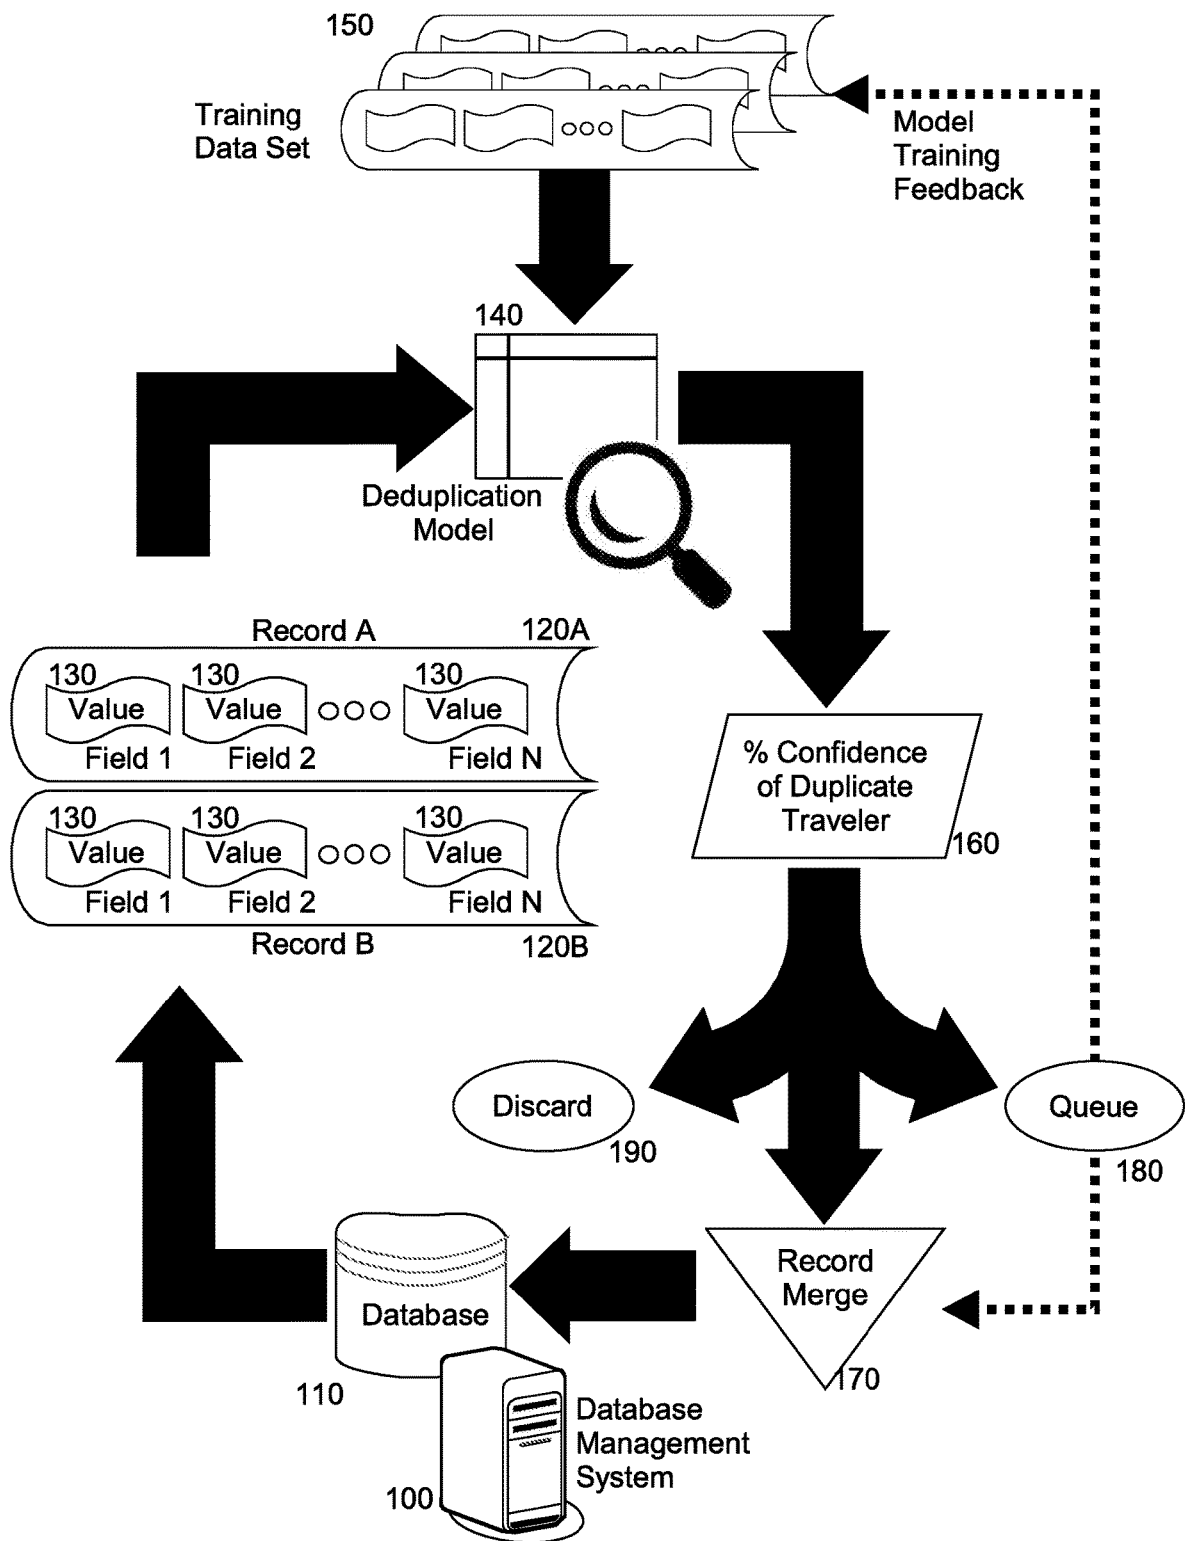 150
Training
Data Set
Model
Training
Feedback
140
Deduplication
Model
Record A 120A
130 130 130
Value Value Value
Field 1 Field 2 Field N
130 130 130
Value Value Value
Field 1 Field 2 Field N
Record B 120B
% Confidence
of Duplicate
Traveler
160
Discard
190
Queue
180
Record
Merge
170
Database
110
Database
Management
System
100